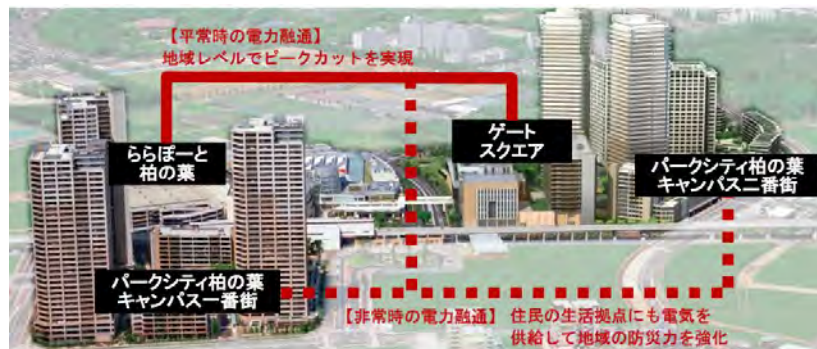 【平常時の電力融通】
地域レベルでピークカットを実現
ららぽーと
柏の葉
ゲート
スクエア
パークシティ柏の葉
キャンパス二番街
パークシティ柏の葉
キャンパス一番街
【非常時の電力融通】 住民の生活拠点にも電気を
供給して地域の防災力を強化